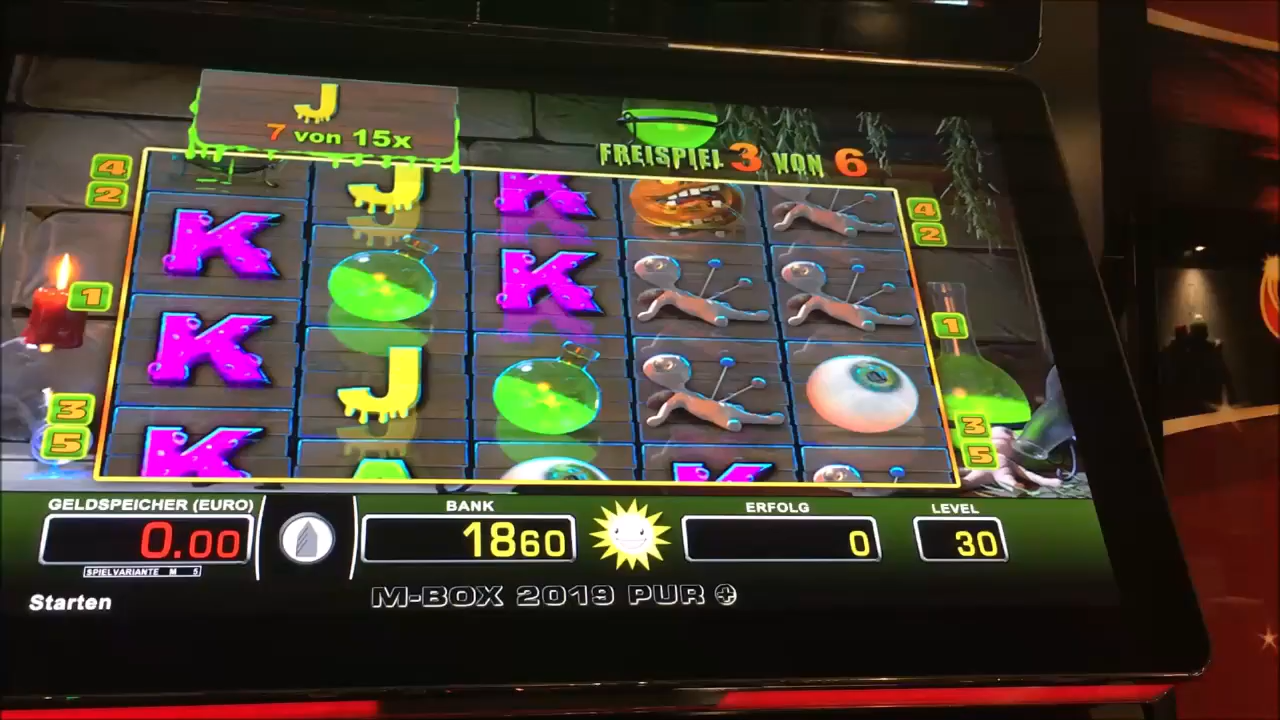 J
7 von 15x
FREISPIEL 3 VON 6
4
2
1
3
5
J K
K
K K
K J
K K
4
2
1
3
5
GELDSPEICHER (EURO) BANK ERFOLG LEVEL
0.00 1860 0 30
SPIELVARIANTE M 5
Starten M-BOX 2019 PUR +